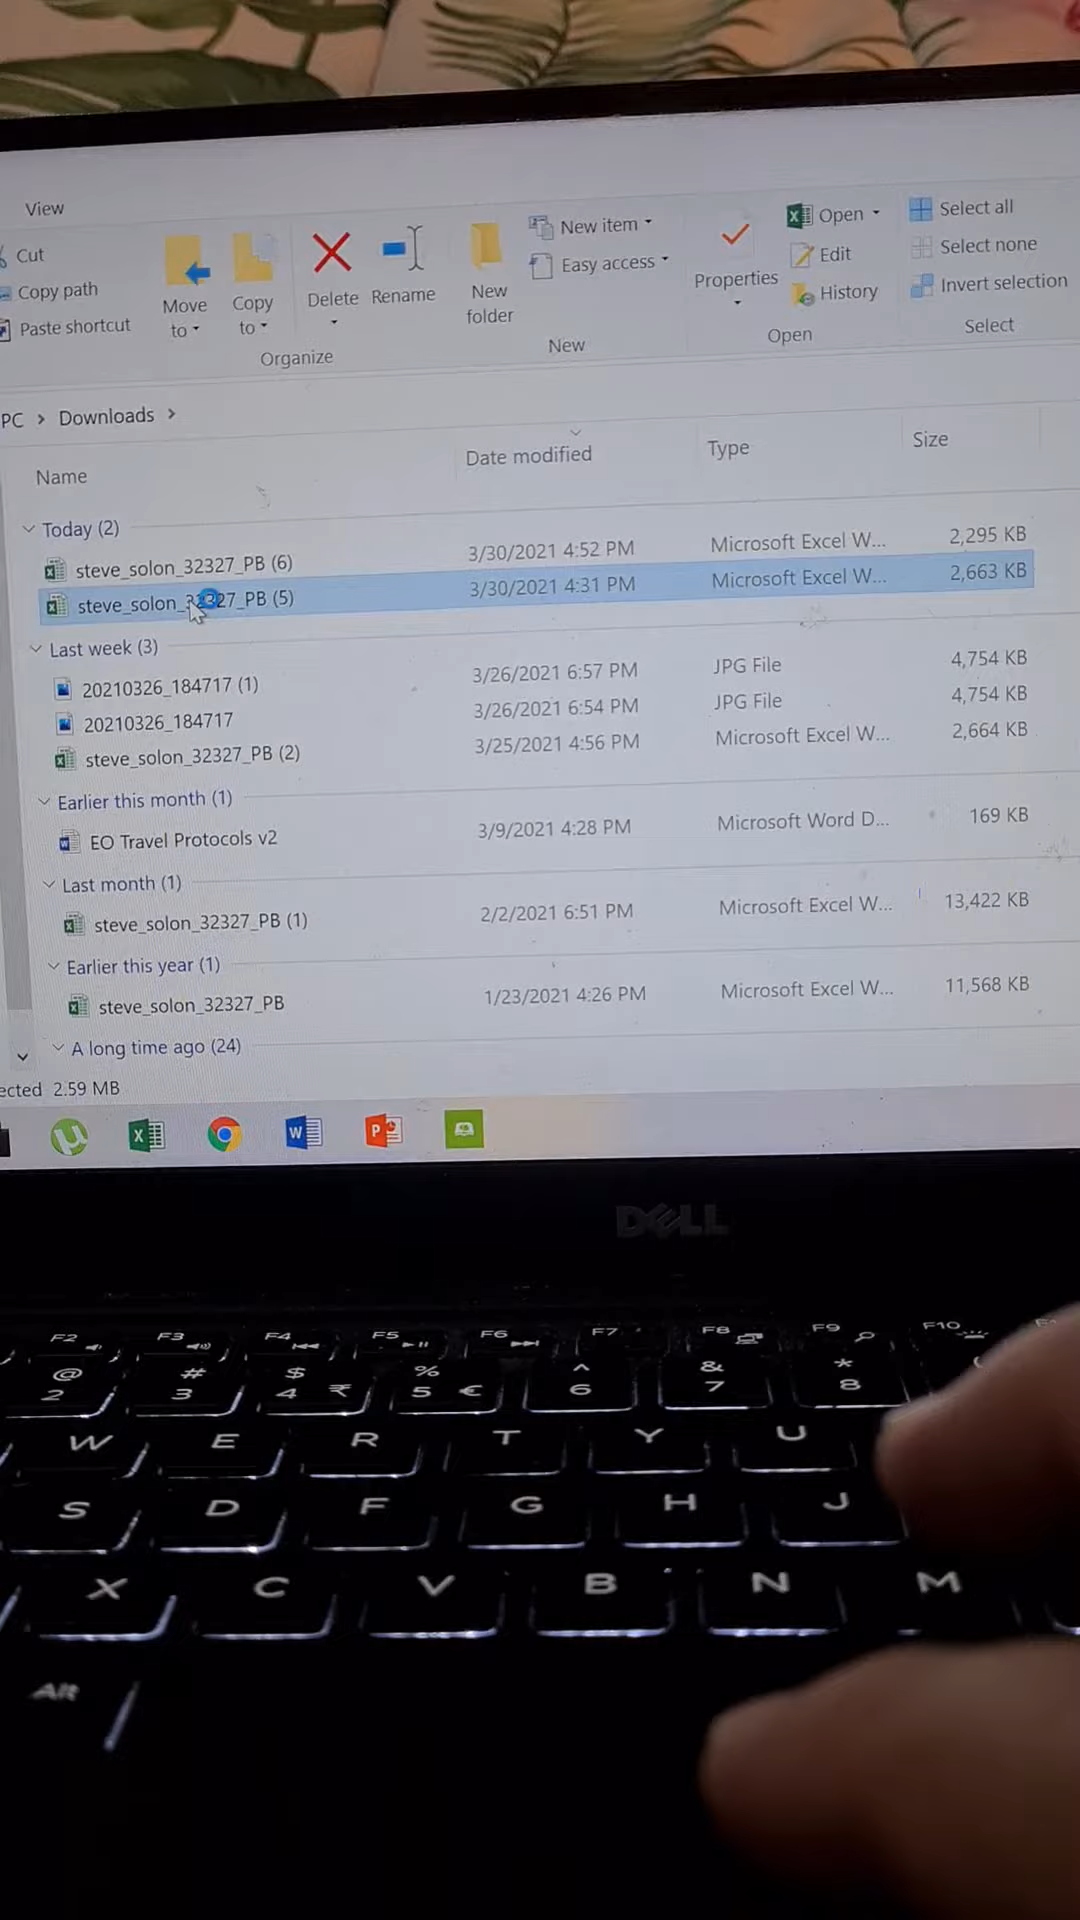 View
Cut
Copy path
Paste shortcut
Move to
Copy to
Delete
Rename
Organize
New folder
New item
Easy access
New
Properties
Open
Edit
History
Open
Select all
Select none
Invert selection
Select
PC > Downloads >
Name Date modified Type Size
Today (2)
steve_solon_32327_PB (6) 3/30/2021 4:52 PM Microsoft Excel W... 2,295 KB
steve_solon_32327_PB (5) 3/30/2021 4:31 PM Microsoft Excel W... 2,663 KB
Last week (3)
20210326_184717 (1) 3/26/2021 6:57 PM JPG File 4,754 KB
20210326_184717 3/26/2021 6:54 PM JPG File 4,754 KB
steve_solon_32327_PB (2) 3/25/2021 4:56 PM Microsoft Excel W... 2,664 KB
Earlier this month (1)
EO Travel Protocols v2 3/9/2021 4:28 PM Microsoft Word D... 169 KB
Last month (1)
steve_solon_32327_PB (1) 2/2/2021 6:51 PM Microsoft Excel W... 13,422 KB
Earlier this year (1)
steve_solon_32327_PB 1/23/2021 4:26 PM Microsoft Excel W... 11,568 KB
A long time ago (24)
ected 2.59 MB
DELL
F2 F3 F4 F5 F6 F7 F8 F9 F10
@ # $ % ^ & *
2 3 4 ₹ 5 € 6 7 8
W E R T Y U
S D F G H J
X C V B N M
Alt